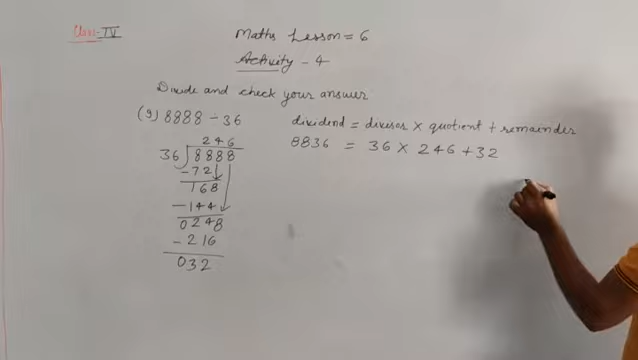 Class-IV
Maths Lesson = 6
Activity - 4
Divide and check your answer
(9) 8888 - 36
dividend = divisor × quotient + remainder
8836 = 36 × 246 + 32
246
36 8888
-72
168
-144
0248
-216
032